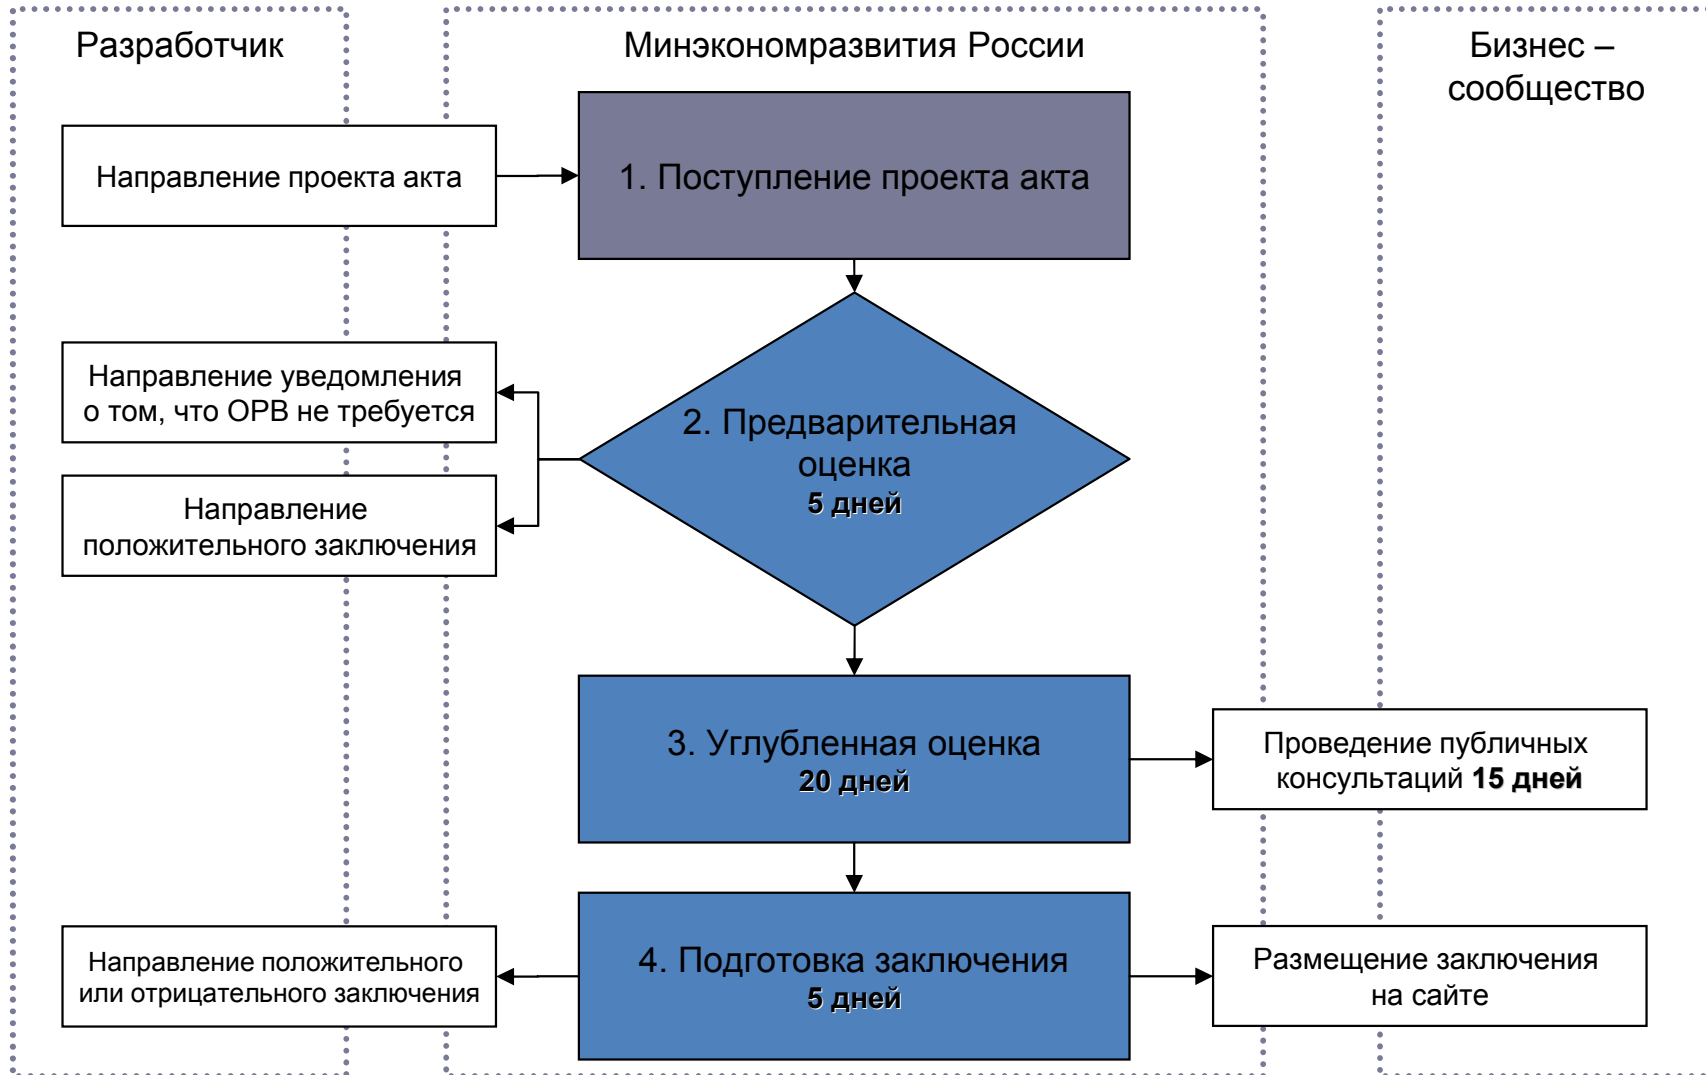 Разработчик
Минэкономразвития России
Бизнес –
сообщество
Направление проекта акта
1. Поступление проекта акта
Направление уведомления
о том, что ОРВ не требуется
Направление
положительного заключения
2. Предварительная
оценка
5 дней
3. Углубленная оценка
20 дней
Проведение публичных
консультаций 15 дней
Направление положительного
или отрицательного заключения
4. Подготовка заключения
5 дней
Размещение заключения
на сайте